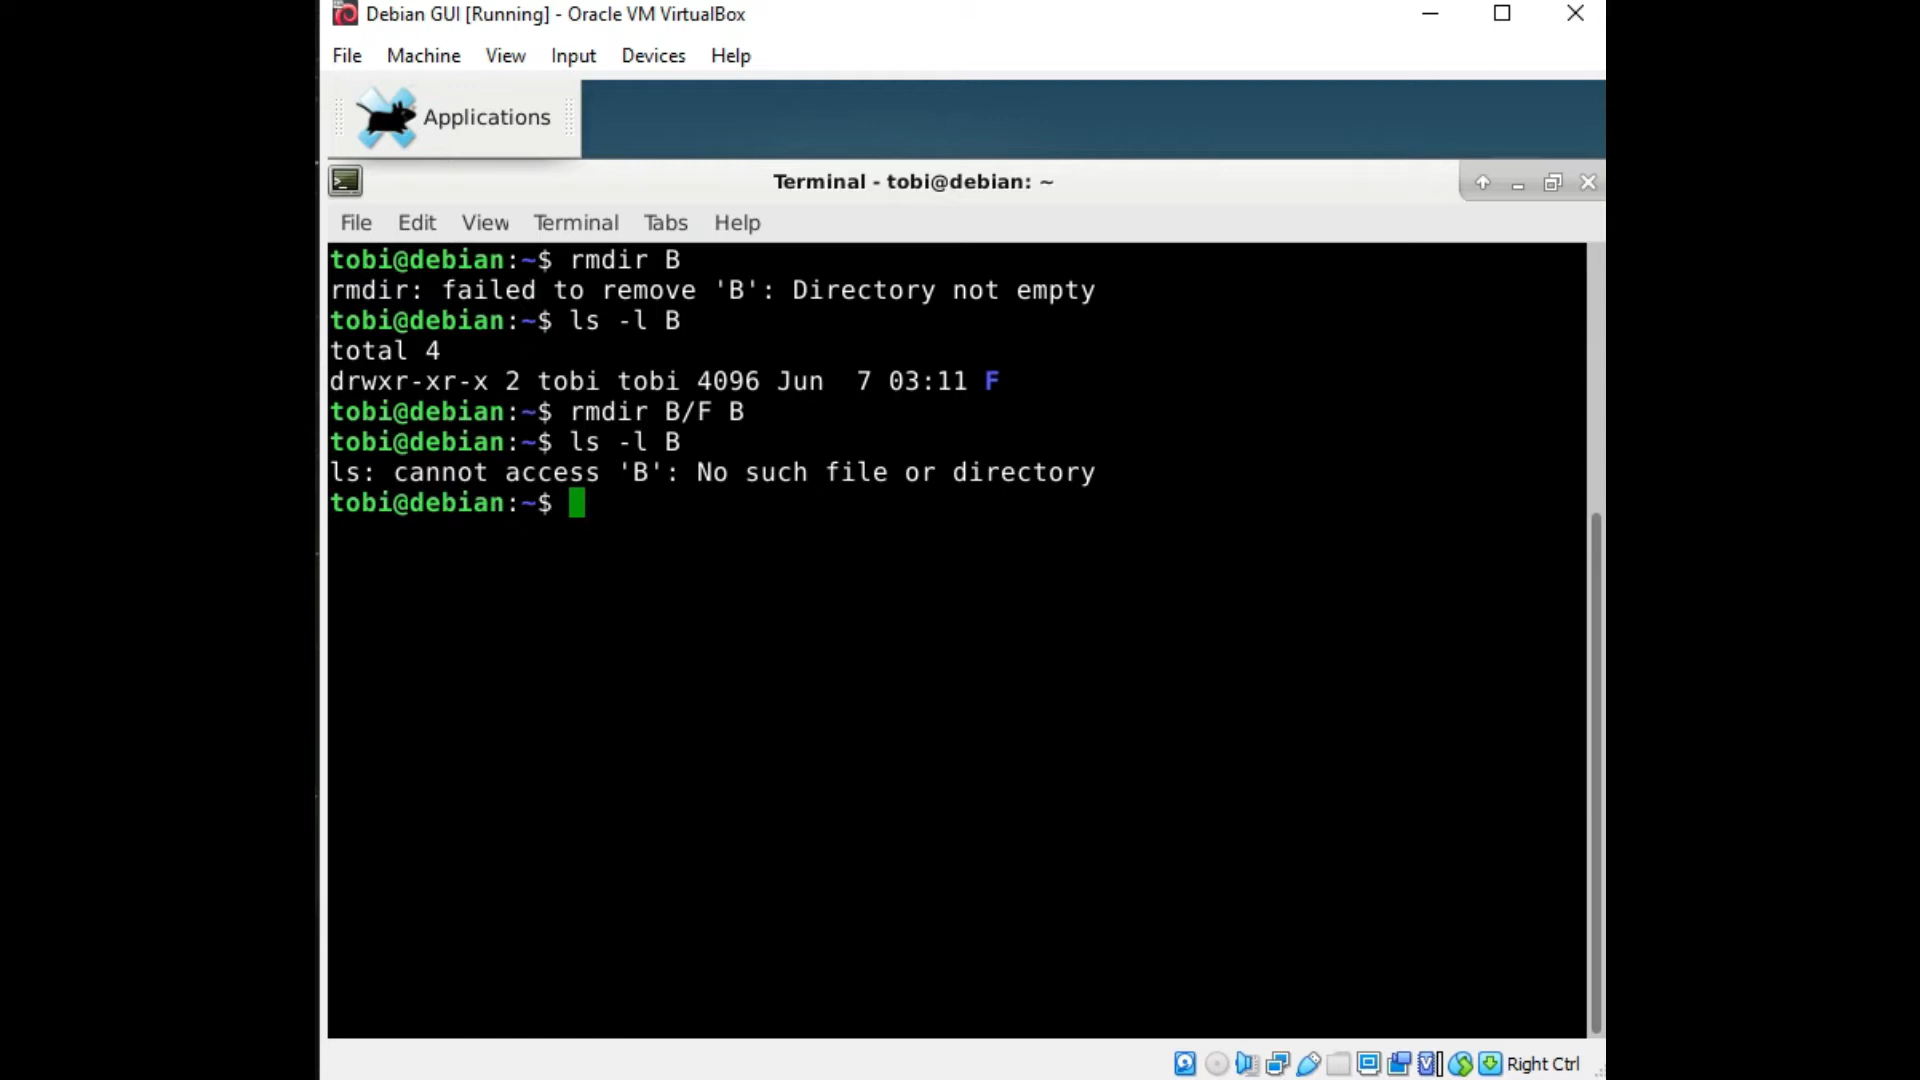 Debian GUI [Running] - Oracle VM VirtualBox
File Machine View Input Devices Help
Applications
Terminal - tobi@debian: ~
File Edit View Terminal Tabs Help
tobi@debian:~$ rmdir B
rmdir: failed to remove 'B': Directory not empty
tobi@debian:~$ ls -l B
total 4
drwxr-xr-x 2 tobi tobi 4096 Jun  7 03:11 F
tobi@debian:~$ rmdir B/F B
tobi@debian:~$ ls -l B
ls: cannot access 'B': No such file or directory
tobi@debian:~$
Right Ctrl